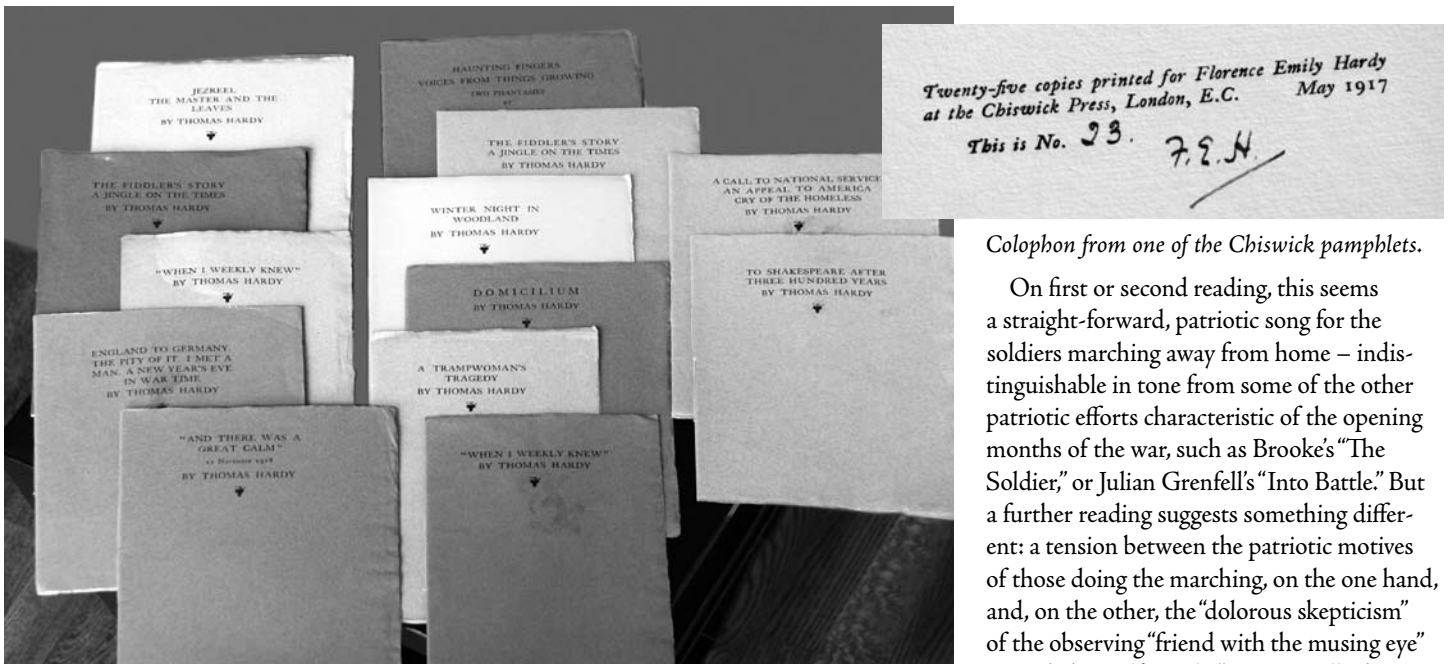 JEZREEL
THE MASTER AND THE
LEAVES
BY THOMAS HARDY
HAUNTING FINGERS
VOICES FROM THINGS GROWING
TWO PHANTASIES
BY
THE FIDDLER'S STORY
A JINGLE ON THE TIMES
BY THOMAS HARDY
THE FIDDLER'S STORY
A JINGLE ON THE TIMES
BY THOMAS HARDY
WINTER NIGHT IN
WOODLAND
BY THOMAS HARDY
A CALL TO NATIONAL SERVICE
AN APPEAL TO AMERICA
CRY OF THE HOMELESS
BY THOMAS HARDY
"WHEN I WEEKLY KNEW"
BY THOMAS HARDY
DOMICILIUM
BY THOMAS HARDY
TO SHAKESPEARE AFTER
THREE HUNDRED YEARS
BY THOMAS HARDY
ENGLAND TO GERMANY.
THE PITY OF IT. I MET A
MAN. A NEW YEAR'S EVE
IN WAR TIME
BY THOMAS HARDY
A TRAMPWOMAN'S
TRAGEDY
BY THOMAS HARDY
"AND THERE WAS A
GREAT CALM"
11 November 1918
BY THOMAS HARDY
"WHEN I WEEKLY KNEW"
BY THOMAS HARDY
Twenty-five copies printed for Florence Emily Hardy
at the Chiswick Press, London, E.C. May 1917
This is No. 23. F.E.H.
Colophon from one of the Chiswick pamphlets.
On first or second reading, this seems
a straight-forward, patriotic song for the
soldiers marching away from home – indis-
tinguishable in tone from some of the other
patriotic efforts characteristic of the opening
months of the war, such as Brooke's "The
Soldier," or Julian Grenfell's "Into Battle." But
a further reading suggests something differ-
ent: a tension between the patriotic motives
of those doing the marching, on the one hand,
and, on the other, the "dolorous skepticism"
of the observing "friend with the musing eye"